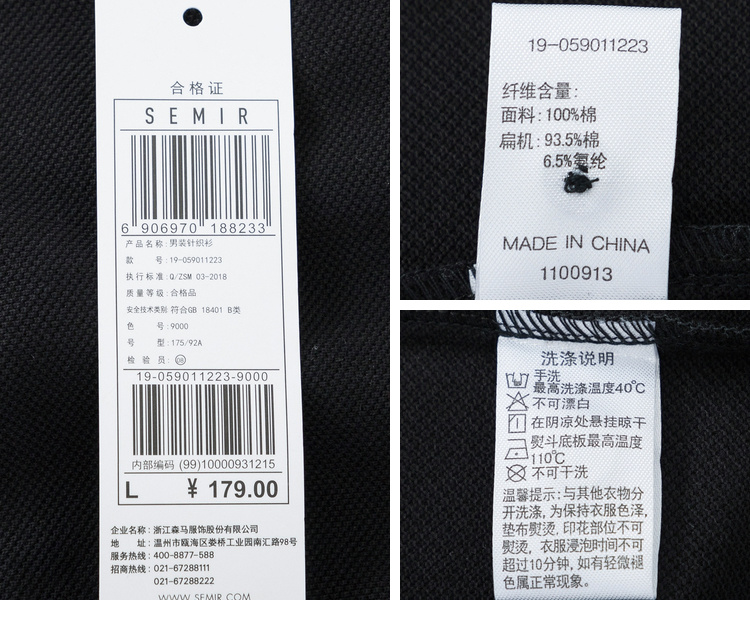 合格证
SEMIR
6 906970 188233
产品名称:男装针织衫
款 号:19-059011223
执行标准:Q/ZSM 03-2018
质量等级:合格品
安全技术类别:符合GB 18401 B类
色 号:9000
号 型:175/92A
检 验 员:
19-059011223-9000
内部编码 (99)10000931215
L ¥ 179.00
企业名称:浙江森马服饰股份有限公司
地 址:温州市瓯海区娄桥工业园南汇路98号
服务热线:400-8877-588
招商热线:021-67288111
021-67288222
WWW.SEMIR.COM
19-059011223
纤维含量:
面料:100%棉
扁机:93.5%棉
6.5%氨纶
MADE IN CHINA
1100913
洗涤说明
手洗
最高洗涤温度40℃
不可漂白
在阴凉处悬挂晾干
熨斗底板最高温度
110℃
不可干洗
温馨提示:与其他衣物分
开洗涤,为保持衣服色泽,
垫布熨烫,印花部位不可
熨烫,衣服浸泡时间不可
超过10分钟,如有轻微褪
色属正常现象。